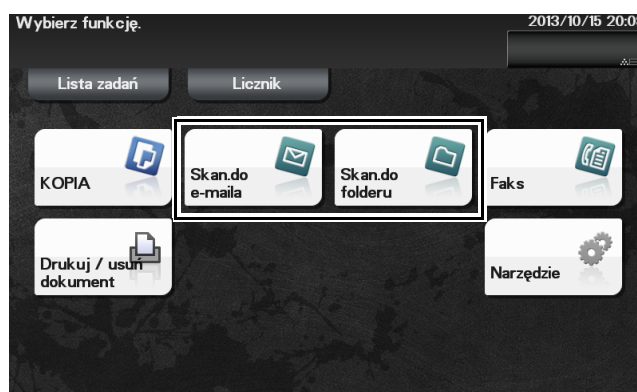 Wybierz funkcję.
2013/10/15 20:03
Lista zadań
Licznik
KOPIA
Skan.do
e-maila
Skan.do
folderu
Faks
Drukuj / usuń
dokument
Narzędzie